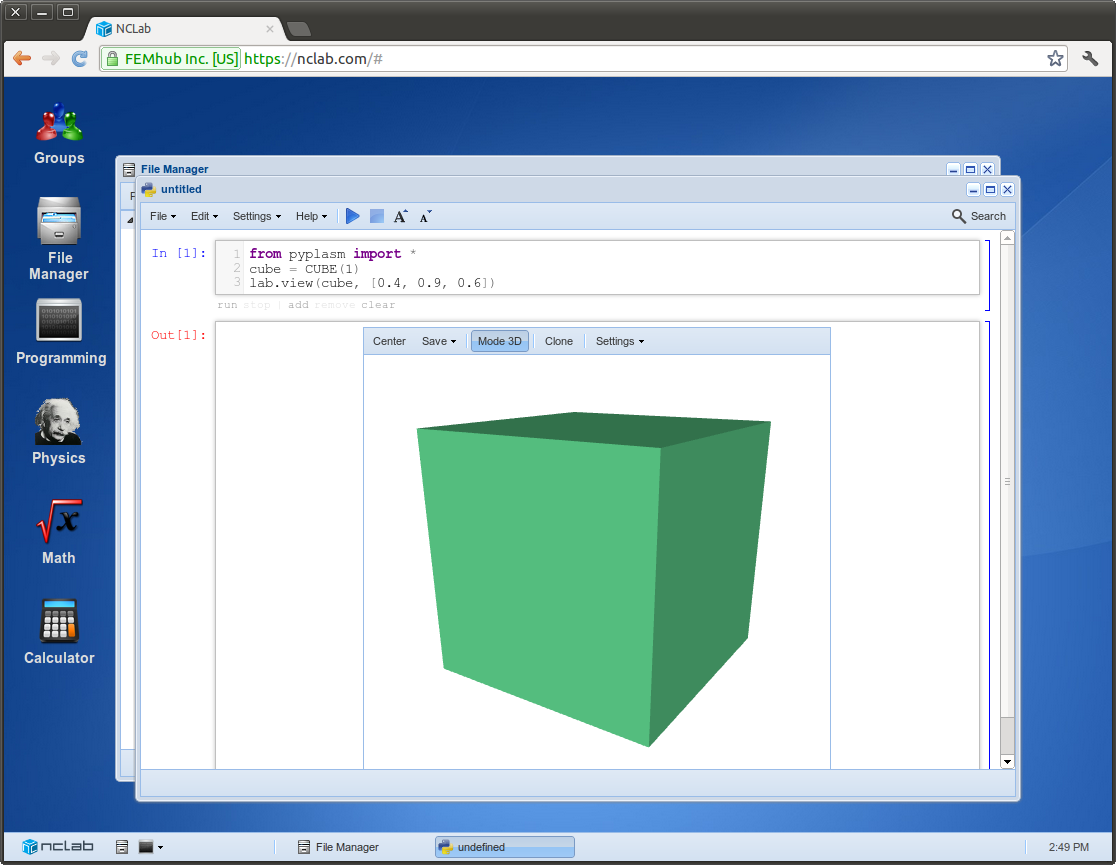 NCLab
FEMhub Inc. [US] https://nclab.com/#
Groups
File
Manager
Programming
Physics
Math
Calculator
File Manager
F
untitled
File Edit Settings Help A A Search
In [1]:
1 from pyplasm import *
2 cube = CUBE(1)
3 lab.view(cube, [0.4, 0.9, 0.6])
run stop | add remove clear
Out[1]:
Center Save Mode 3D Clone Settings
nclab File Manager undefined 2:49 PM